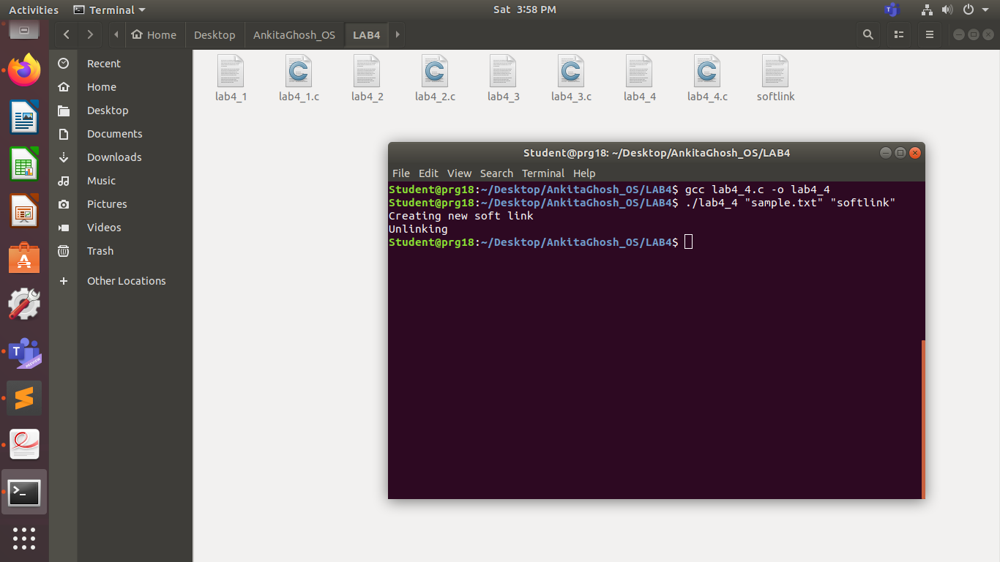 Activities Terminal Sat 3:58 PM
Home Desktop AnkitaGhosh_OS LAB4
Recent
Home
Desktop
Documents
Downloads
Music
Pictures
Videos
Trash
Other Locations
lab4_1 lab4_1.c lab4_2 lab4_2.c lab4_3 lab4_3.c lab4_4 lab4_4.c softlink
Student@prg18: ~/Desktop/AnkitaGhosh_OS/LAB4
File Edit View Search Terminal Help
Student@prg18:~/Desktop/AnkitaGhosh_OS/LAB4$ gcc lab4_4.c -o lab4_4
Student@prg18:~/Desktop/AnkitaGhosh_OS/LAB4$ ./lab4_4 "sample.txt" "softlink"
Creating new soft link
Unlinking
Student@prg18:~/Desktop/AnkitaGhosh_OS/LAB4$
T
PREVIEW